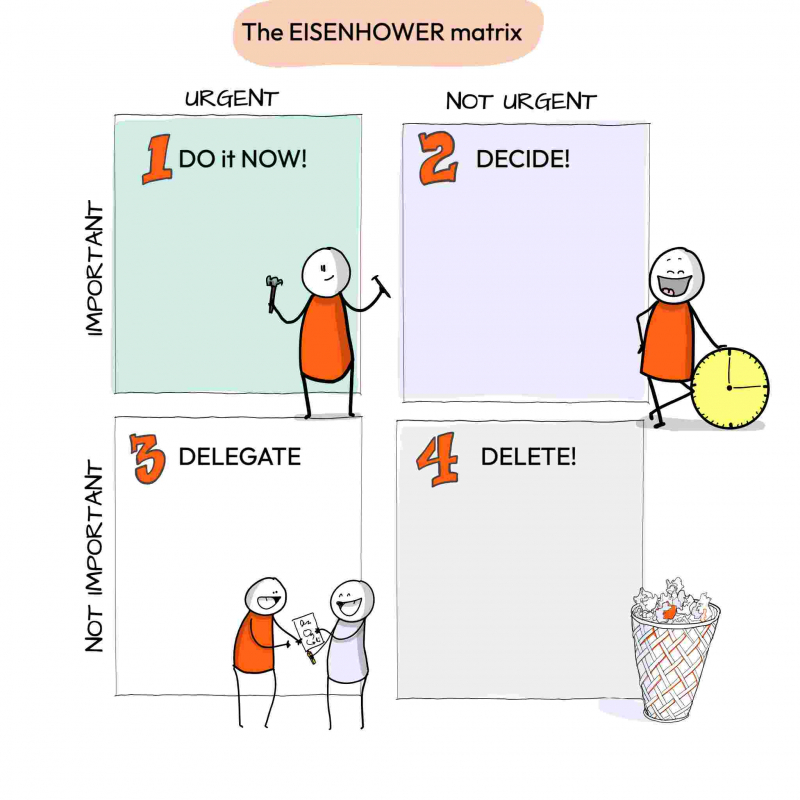 The EISENHOWER matrix
URGENT
NOT URGENT
IMPORTANT
1 DO it NOW!
2 DECIDE!
NOT IMPORTANT
3 DELEGATE
4 DELETE!